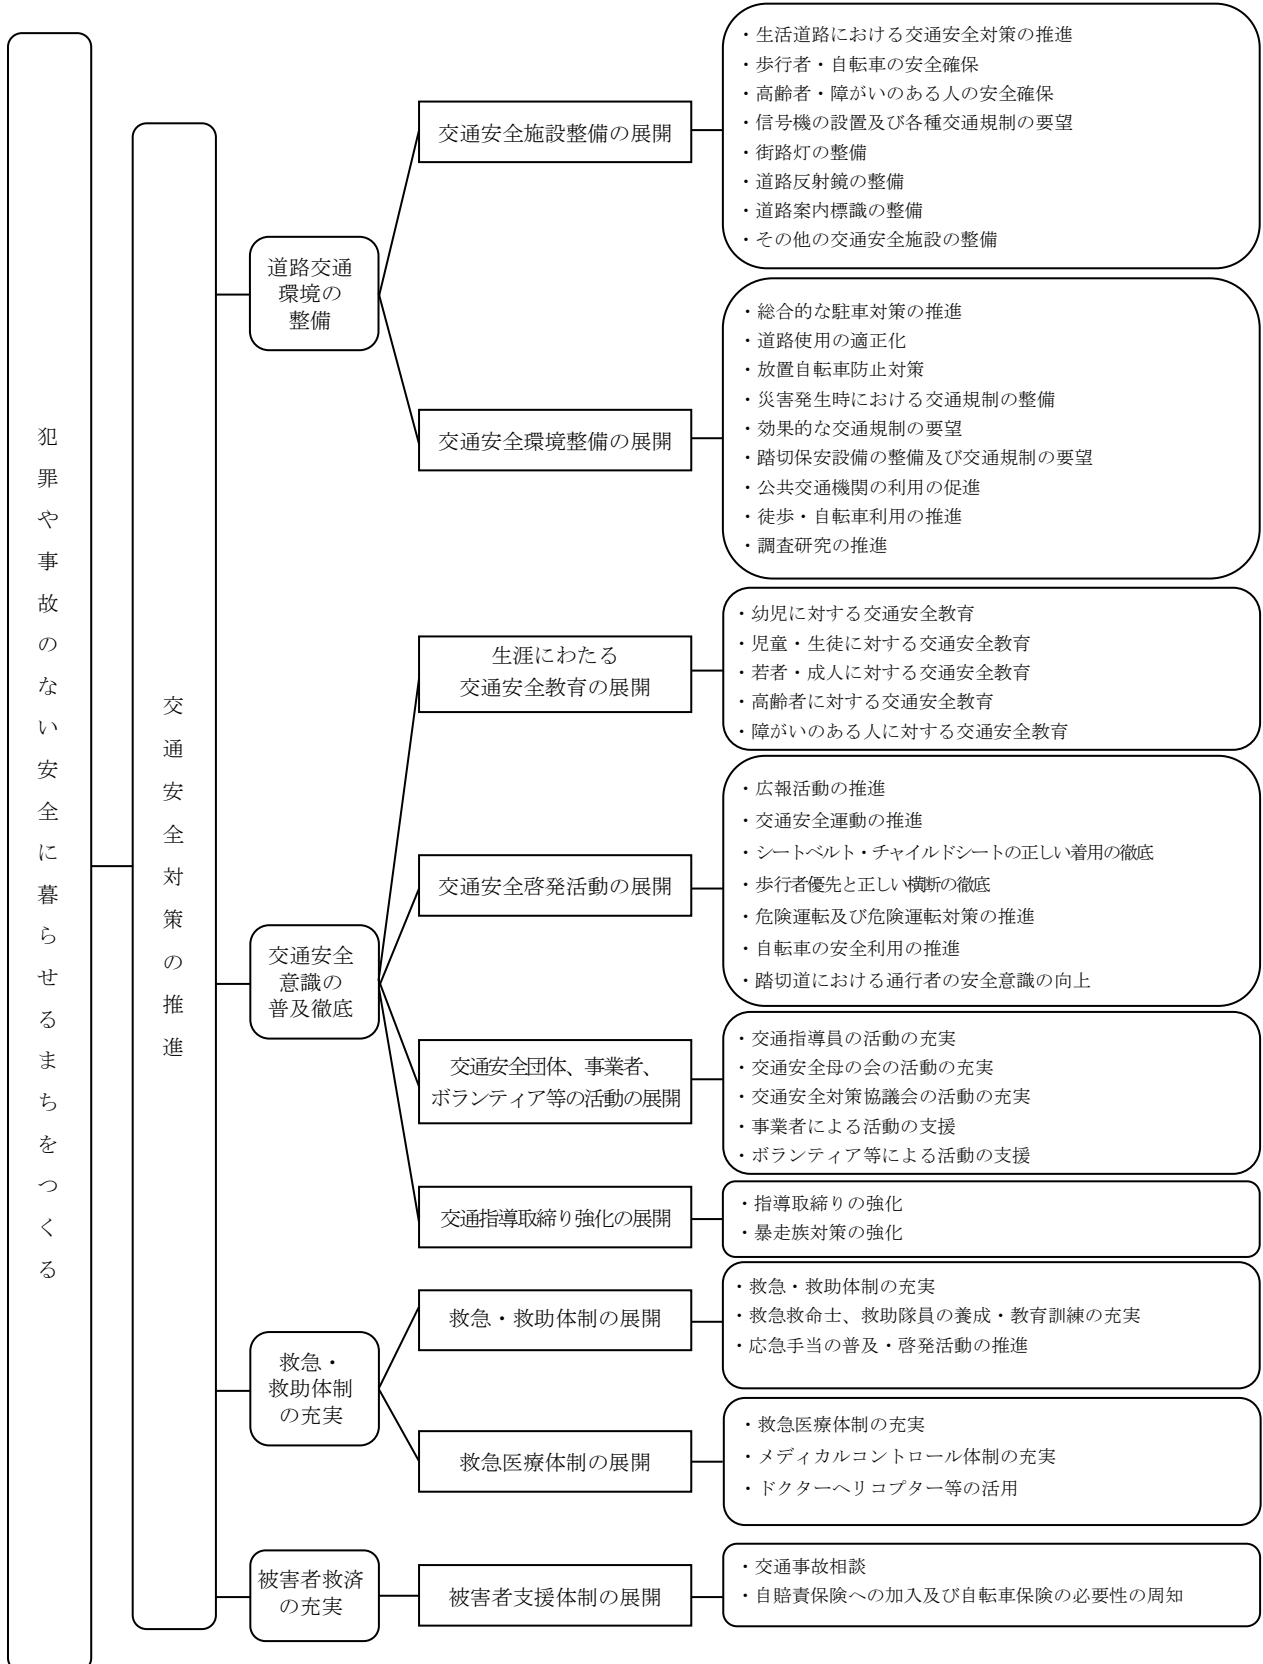 犯罪や事故のない安全に暮らせるまちをつくる
交通安全対策の推進
道路交通
環境の
整備
交通安全施設整備の展開
・生活道路における交通安全対策の推進
・歩行者・自転車の安全確保
・高齢者・障がいのある人の安全確保
・信号機の設置及び各種交通規制の要望
・街路灯の整備
・道路反射鏡の整備
・道路案内標識の整備
・その他の交通安全施設の整備
交通安全環境整備の展開
・総合的な駐車対策の推進
・道路使用の適正化
・放置自転車防止対策
・災害発生時における交通規制の整備
・効果的な交通規制の要望
・踏切保安設備の整備及び交通規制の要望
・公共交通機関の利用の促進
・徒歩・自転車利用の推進
・調査研究の推進
交通安全
意識の
普及徹底
生涯にわたる
交通安全教育の展開
・幼児に対する交通安全教育
・児童・生徒に対する交通安全教育
・若者・成人に対する交通安全教育
・高齢者に対する交通安全教育
・障がいのある人に対する交通安全教育
交通安全啓発活動の展開
・広報活動の推進
・交通安全運動の推進
・シートベルト・チャイルドシートの正しい着用の徹底
・歩行者優先と正しい横断の徹底
・危険運転及び危険運転対策の推進
・自転車の安全利用の推進
・踏切道における通行者の安全意識の向上
交通安全団体、事業者、
ボランティア等の活動の展開
・交通指導員の活動の充実
・交通安全母の会の活動の充実
・交通安全対策協議会の活動の充実
・事業者による活動の支援
・ボランティア等による活動の支援
交通指導取締り強化の展開
・指導取締りの強化
・暴走族対策の強化
救急・
救助体制
の充実
救急・救助体制の展開
・救急・救助体制の充実
・救急救命士、救助隊員の養成・教育訓練の充実
・応急手当の普及・啓発活動の推進
救急医療体制の展開
・救急医療体制の充実
・メディカルコントロール体制の充実
・ドクターヘリコプター等の活用
被害者救済
の充実
被害者支援体制の展開
・交通事故相談
・自賠責保険への加入及び自転車保険の必要性の周知